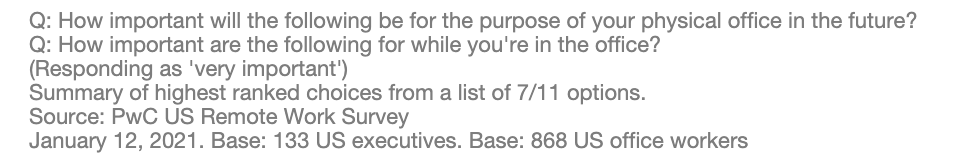 Q: How important will the following be for the purpose of your physical office in the future?
Q: How important are the following for while you're in the office?
(Responding as 'very important')
Summary of highest ranked choices from a list of 7/11 options.
Source: PwC US Remote Work Survey
January 12, 2021. Base: 133 US executives. Base: 868 US office workers